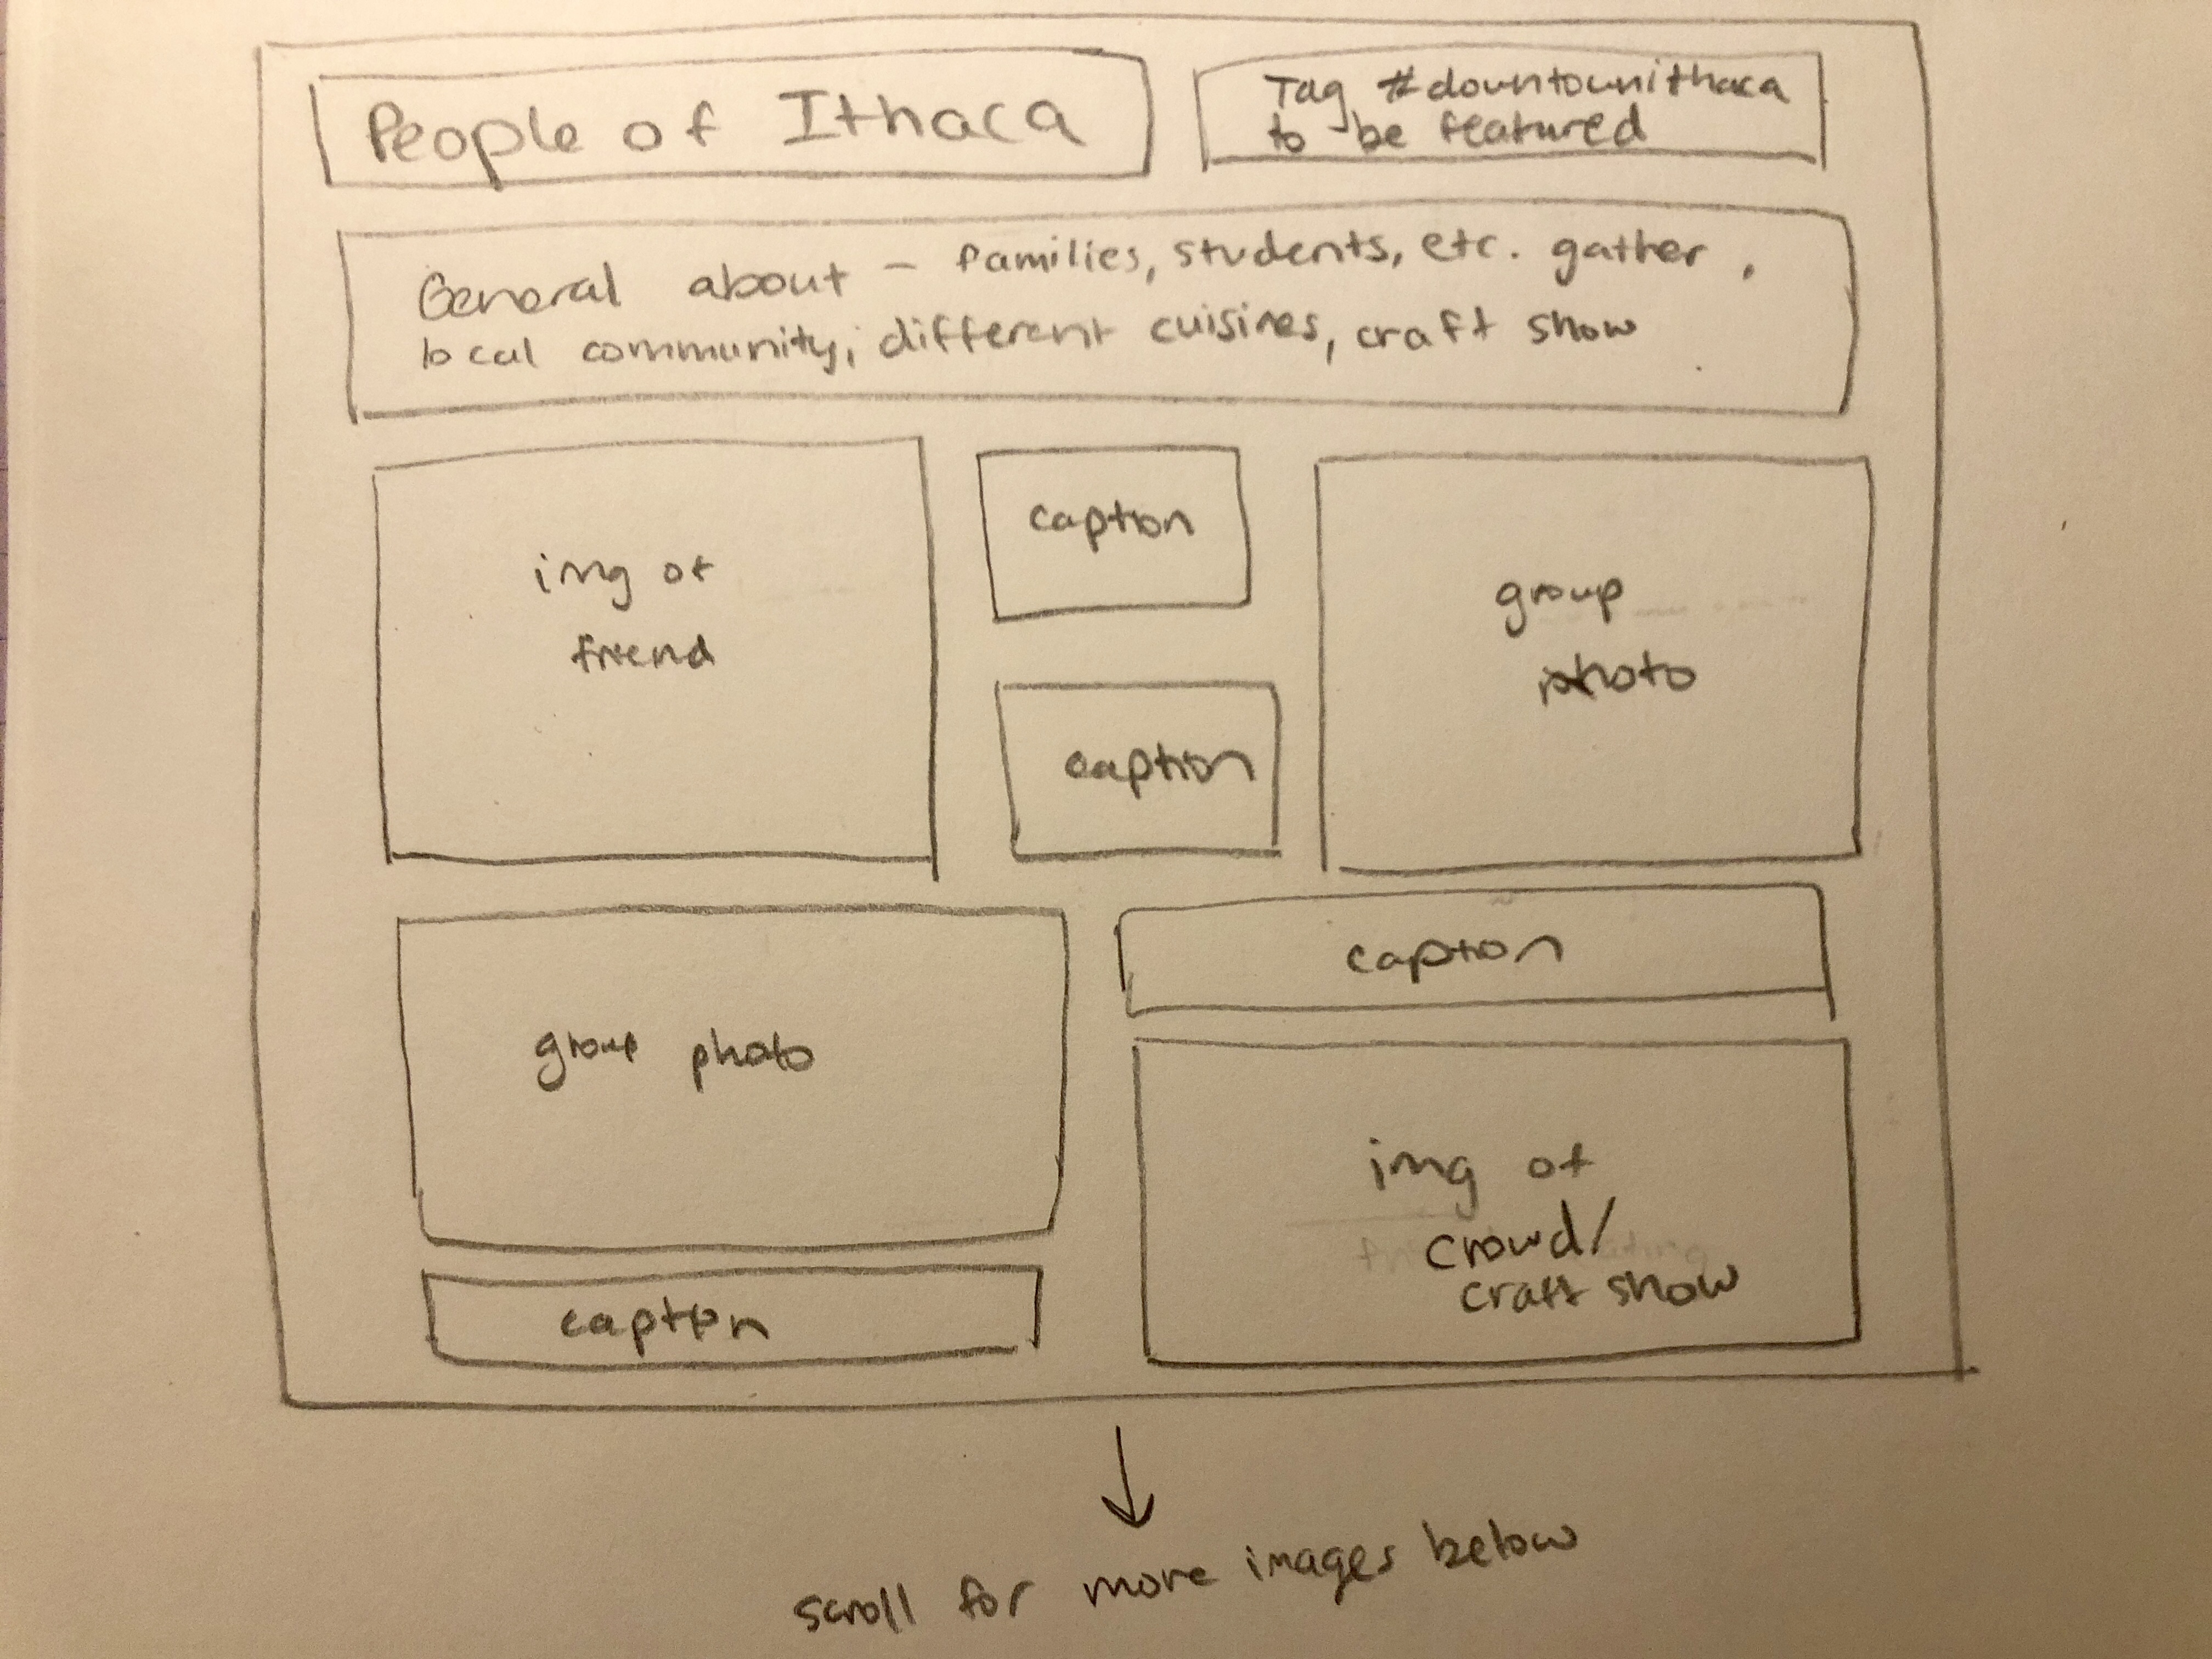 People of Ithaca
Tag #downtownithaca
to be featured
General about – families, students, etc. gather,
local community, different cuisines, craft show
img of
friend
caption
caption
group
photo
group photo
caption
caption
img of
crowd/
craft show
scroll for more images below